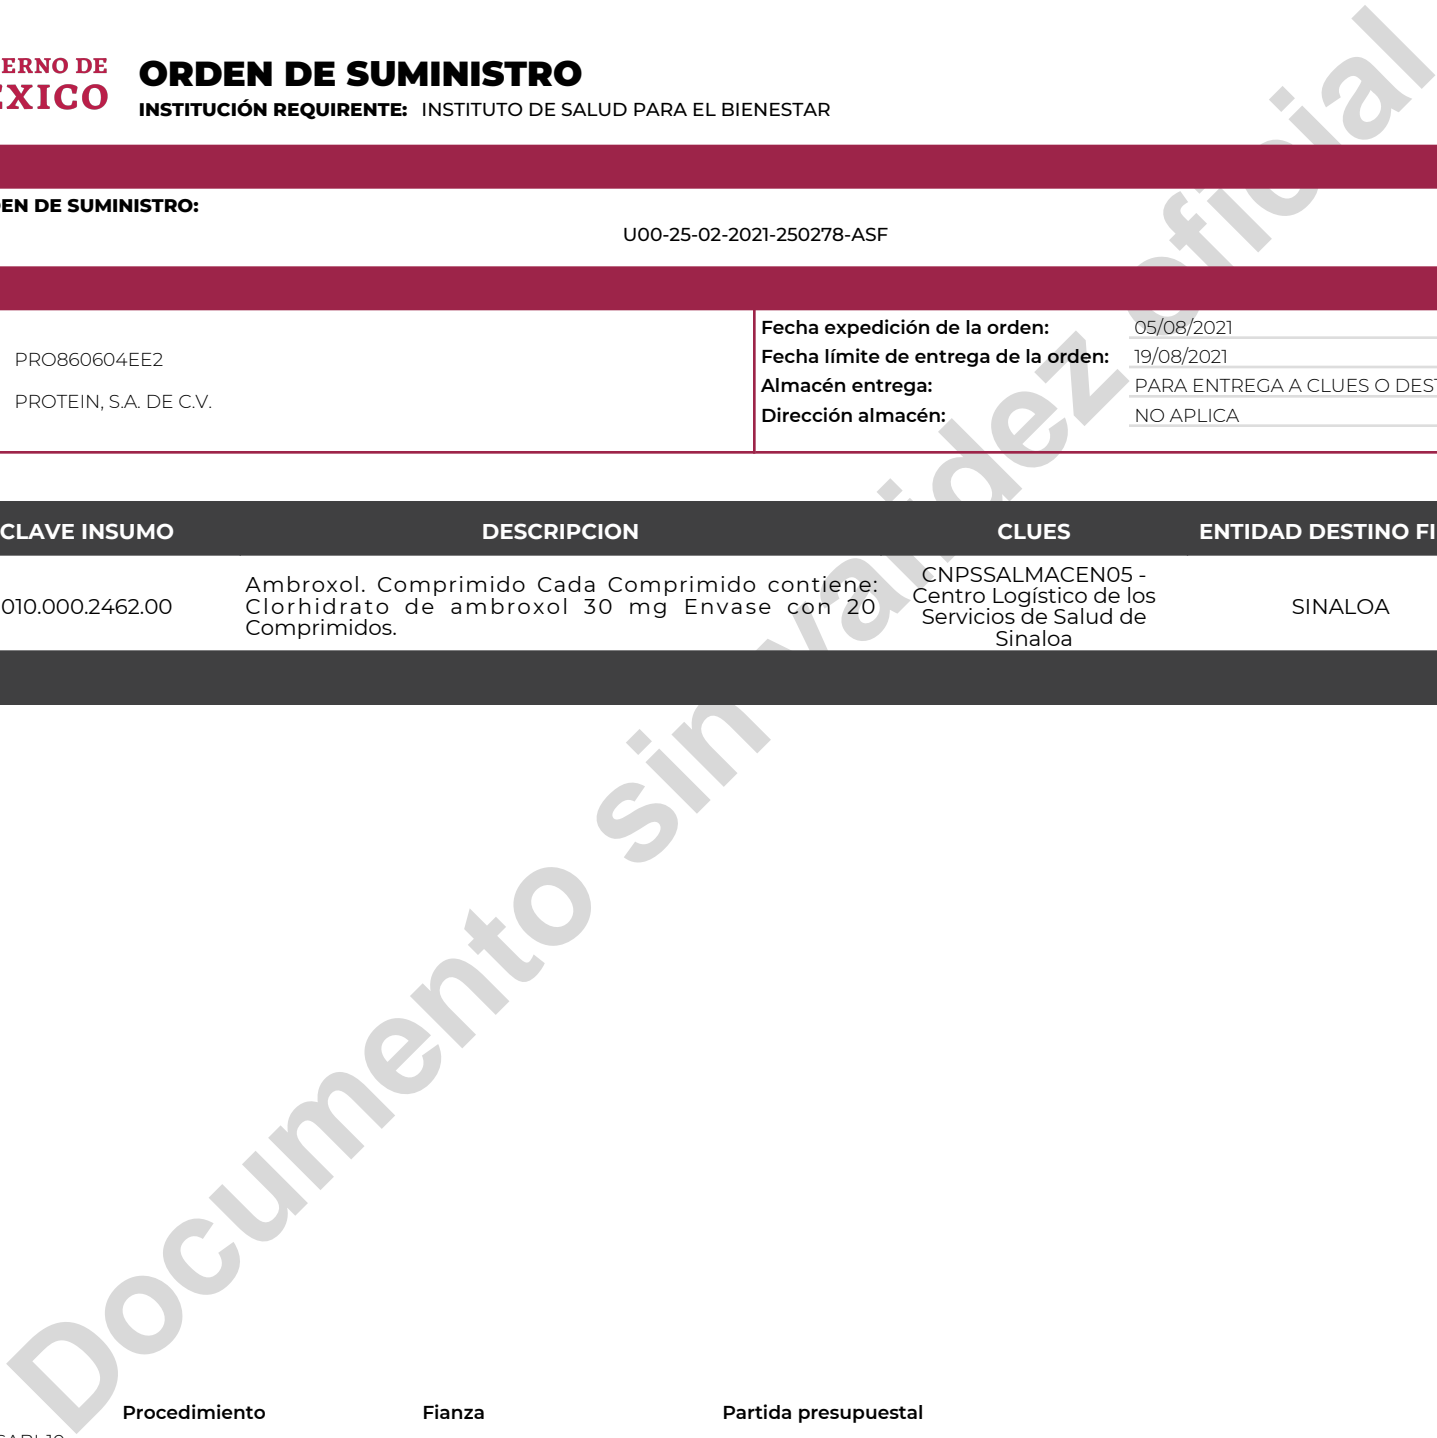 ERNO DE
ORDEN DE SUMINISTRO
EXICO
INSTITUCIÓN REQUIRENTE: INSTITUTO DE SALUD PARA EL BIENESTAR
EN DE SUMINISTRO:
U00-25-02-2021-250278-ASF
PRO860604EE2
PROTEIN, S.A. DE C.V.
Fecha expedición de la orden: 05/08/2021
Fecha límite de entrega de la orden: 19/08/2021
Almacén entrega: PARA ENTREGA A CLUES O DEST
Dirección almacén: NO APLICA
CLAVE INSUMO DESCRIPCION CLUES ENTIDAD DESTINO FI
010.000.2462.00
Ambroxol. Comprimido Cada Comprimido contiene:
Clorhidrato de ambroxol 30 mg Envase con 20
Comprimidos.
CNPSSALMACEN05 -
Centro Logístico de los
Servicios de Salud de
Sinaloa
SINALOA
Documento sin validez oficial
Procedimiento Fianza Partida presupuestal